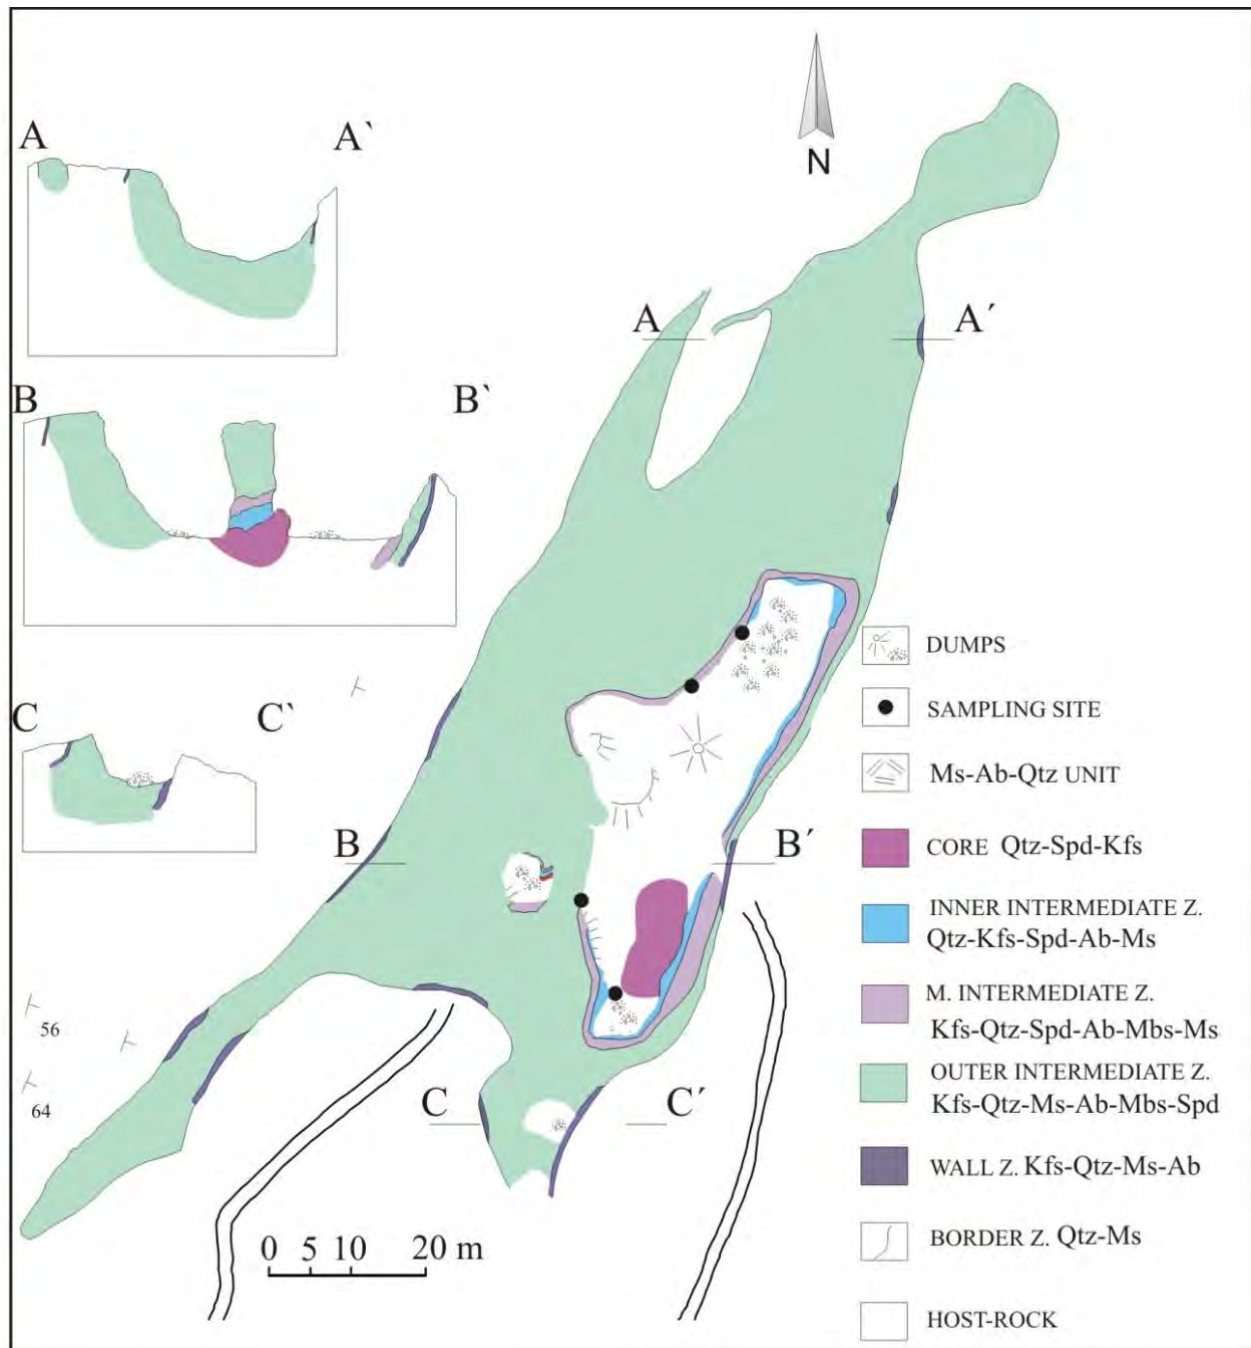 A A`
N
A A´
B B`
C C`
B B´
56
64
C C´
0 5 10 20 m
DUMPS
SAMPLING SITE
Ms-Ab-Qtz UNIT
CORE Qtz-Spd-Kfs
INNER INTERMEDIATE Z.
Qtz-Kfs-Spd-Ab-Ms
M. INTERMEDIATE Z.
Kfs-Qtz-Spd-Ab-Mbs-Ms
OUTER INTERMEDIATE Z.
Kfs-Qtz-Ms-Ab-Mbs-Spd
WALL Z. Kfs-Qtz-Ms-Ab
BORDER Z. Qtz-Ms
HOST-ROCK